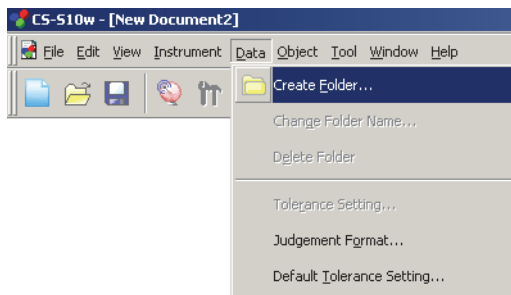 CS-S10w - [New Document2]
File Edit View Instrument Data Object Tool Window Help
Create Folder...
Change Folder Name...
Delete Folder
Tolerance Setting...
Judgement Format...
Default Tolerance Setting...